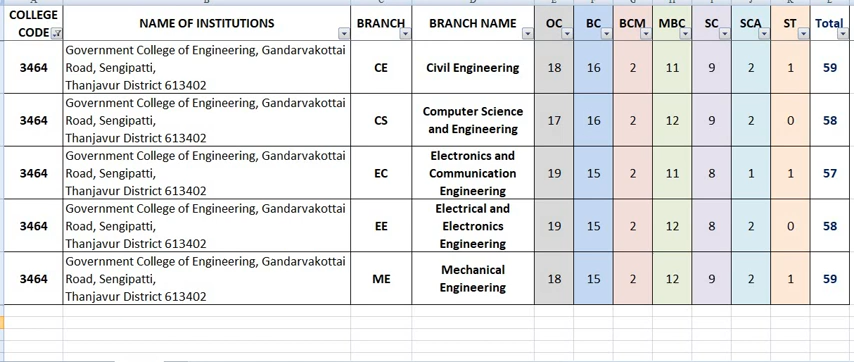 COLLEGE CODE NAME OF INSTITUTIONS BRANCH BRANCH NAME OC BC BCM MBC SC SCA ST Total
3464 Government College of Engineering, Gandarvakottai Road, Sengipatti, Thanjavur District 613402 CE Civil Engineering 18 16 2 11 9 2 1 59
3464 Government College of Engineering, Gandarvakottai Road, Sengipatti, Thanjavur District 613402 CS Computer Science and Engineering 17 16 2 12 9 2 0 58
3464 Government College of Engineering, Gandarvakottai Road, Sengipatti, Thanjavur District 613402 EC Electronics and Communication Engineering 19 15 2 11 8 1 1 57
3464 Government College of Engineering, Gandarvakottai Road, Sengipatti, Thanjavur District 613402 EE Electrical and Electronics Engineering 19 15 2 12 8 2 0 58
3464 Government College of Engineering, Gandarvakottai Road, Sengipatti, Thanjavur District 613402 ME Mechanical Engineering 18 15 2 12 9 2 1 59